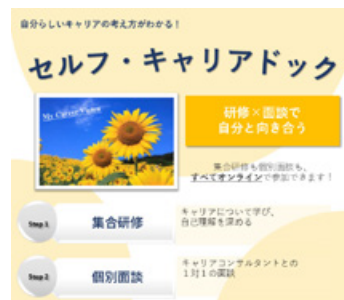 自分らしいキャリアの考え方がわかる！
セルフ・キャリアドック
My Career Vision
研修×面談で
自分と向き合う
集合研修も個別面談も、
すべてオンラインで参加できます！
Step 1
集合研修
キャリアについて学び、
自己理解を深める
Step 2
個別面談
キャリアコンサルタントとの
1対1の面談